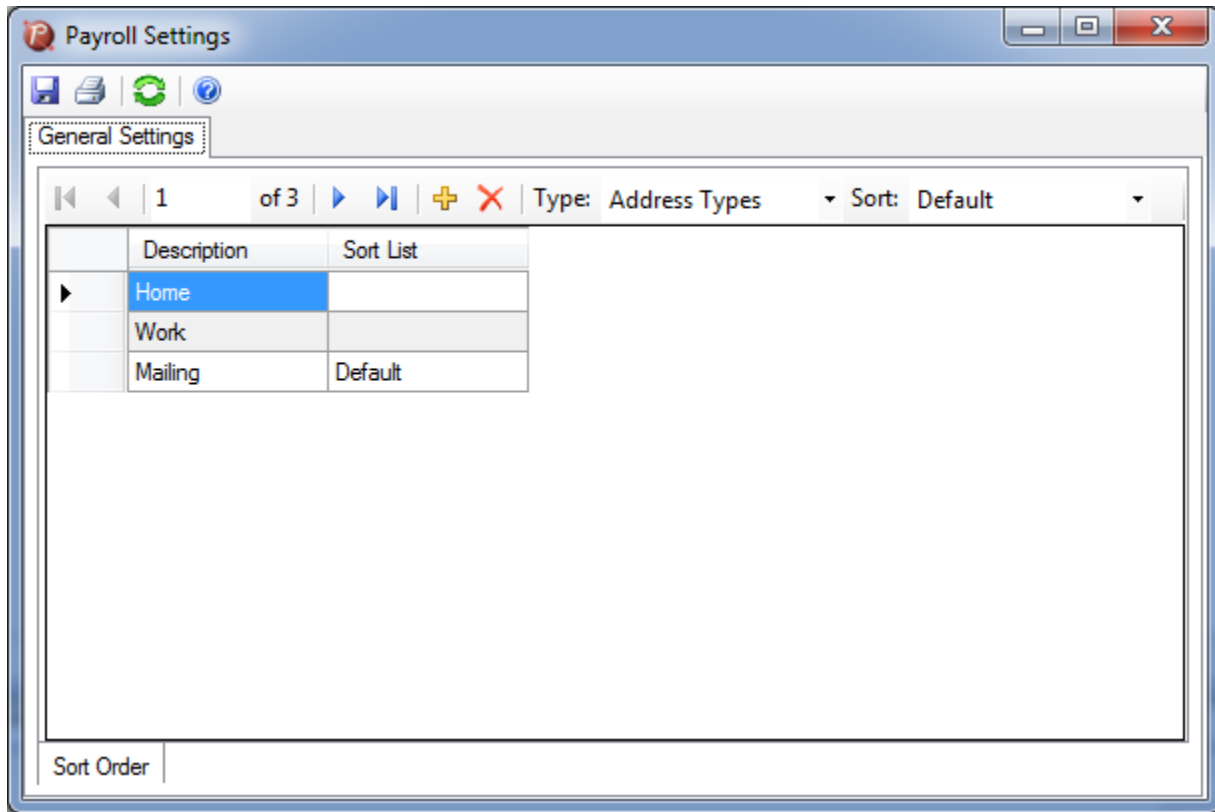 Payroll Settings
General Settings
1 of 3 Type: Address Types Sort: Default
Description Sort List
Home
Work
Mailing Default
Sort Order